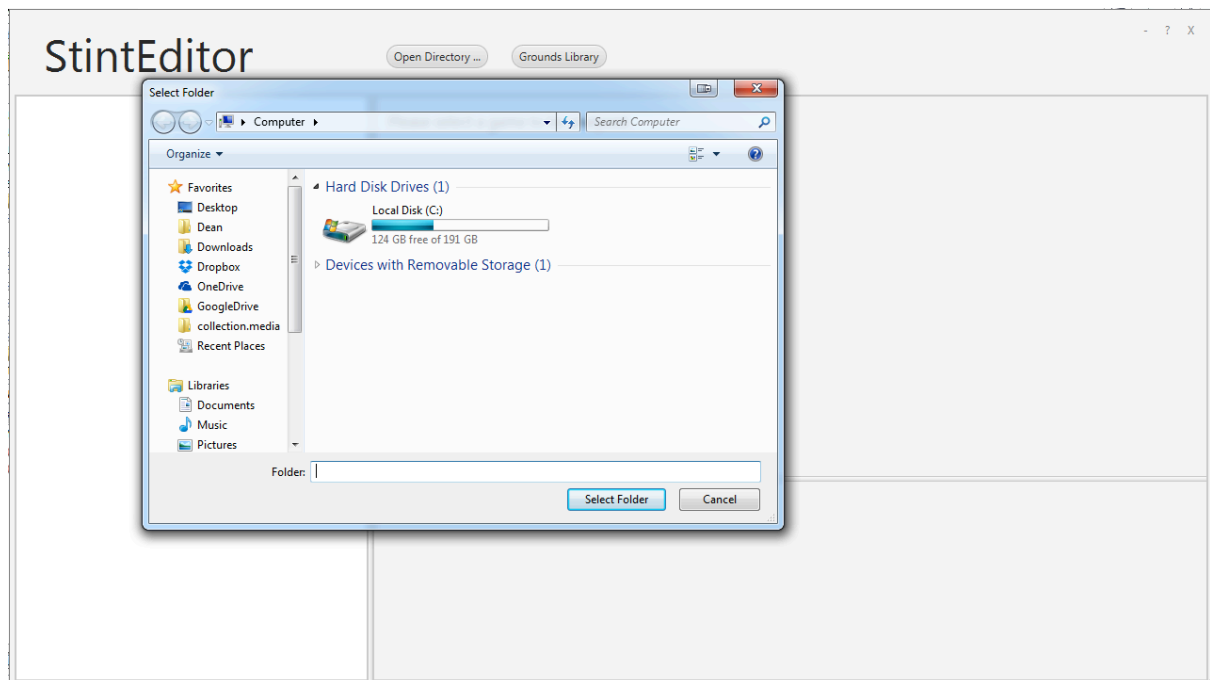 - ? X
StintEditor
Open Directory ...
Grounds Library
Select Folder
Computer
Search Computer
Organize
Favorites
Desktop
Dean
Downloads
Dropbox
OneDrive
GoogleDrive
collection.media
Recent Places
Libraries
Documents
Music
Pictures
Hard Disk Drives (1)
Local Disk (C:)
124 GB free of 191 GB
Devices with Removable Storage (1)
Folder:
Select Folder
Cancel